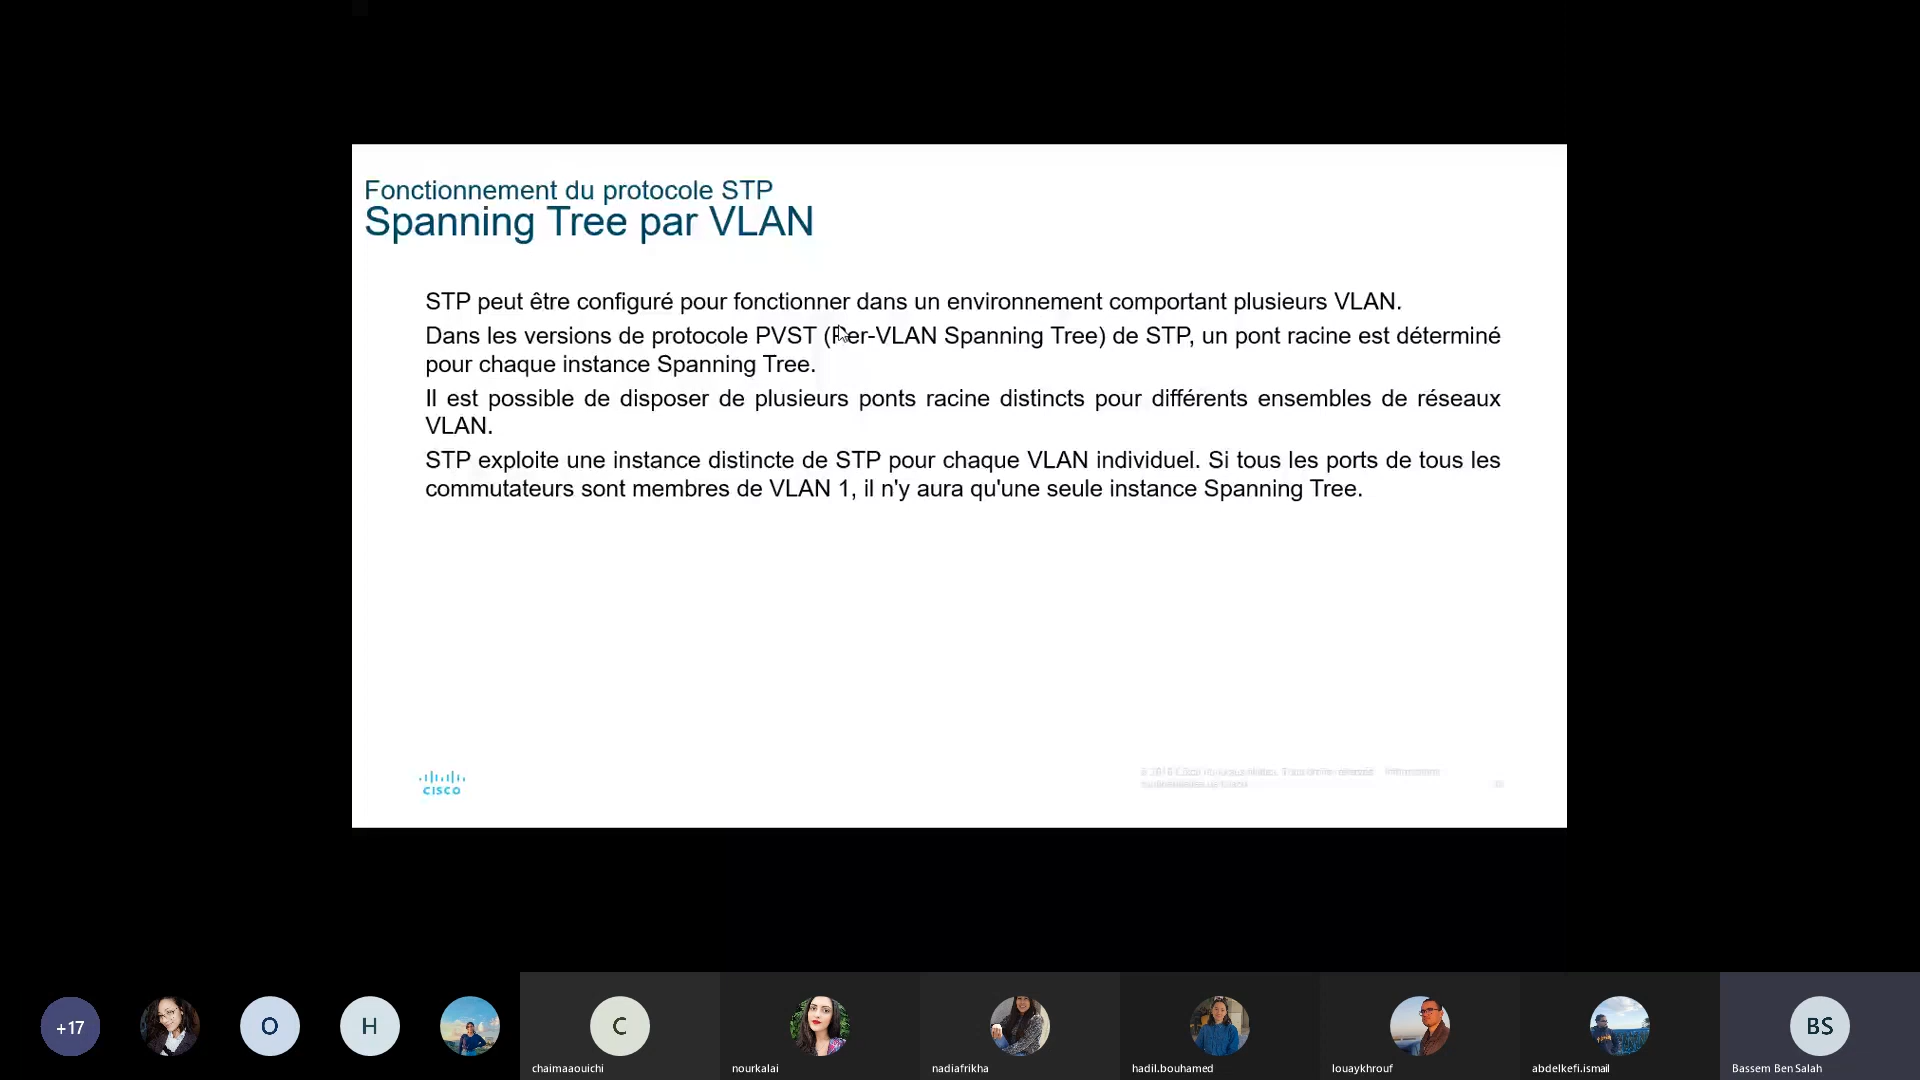 Fonctionnement du protocole STP
Spanning Tree par VLAN
STP peut être configuré pour fonctionner dans un environnement comportant plusieurs VLAN.
Dans les versions de protocole PVST (Per-VLAN Spanning Tree) de STP, un pont racine est déterminé
pour chaque instance Spanning Tree.
Il est possible de disposer de plusieurs ponts racine distincts pour différents ensembles de réseaux
VLAN.
STP exploite une instance distincte de STP pour chaque VLAN individuel. Si tous les ports de tous les
commutateurs sont membres de VLAN 1, il n'y aura qu'une seule instance Spanning Tree.
CISCO
+17
O
H
C
BS
chaimaaouichi
nourkalai
nadiafrikha
hadil.bouhamed
louaykhrouf
abdelkefi.ismail
Bassem Ben Salah